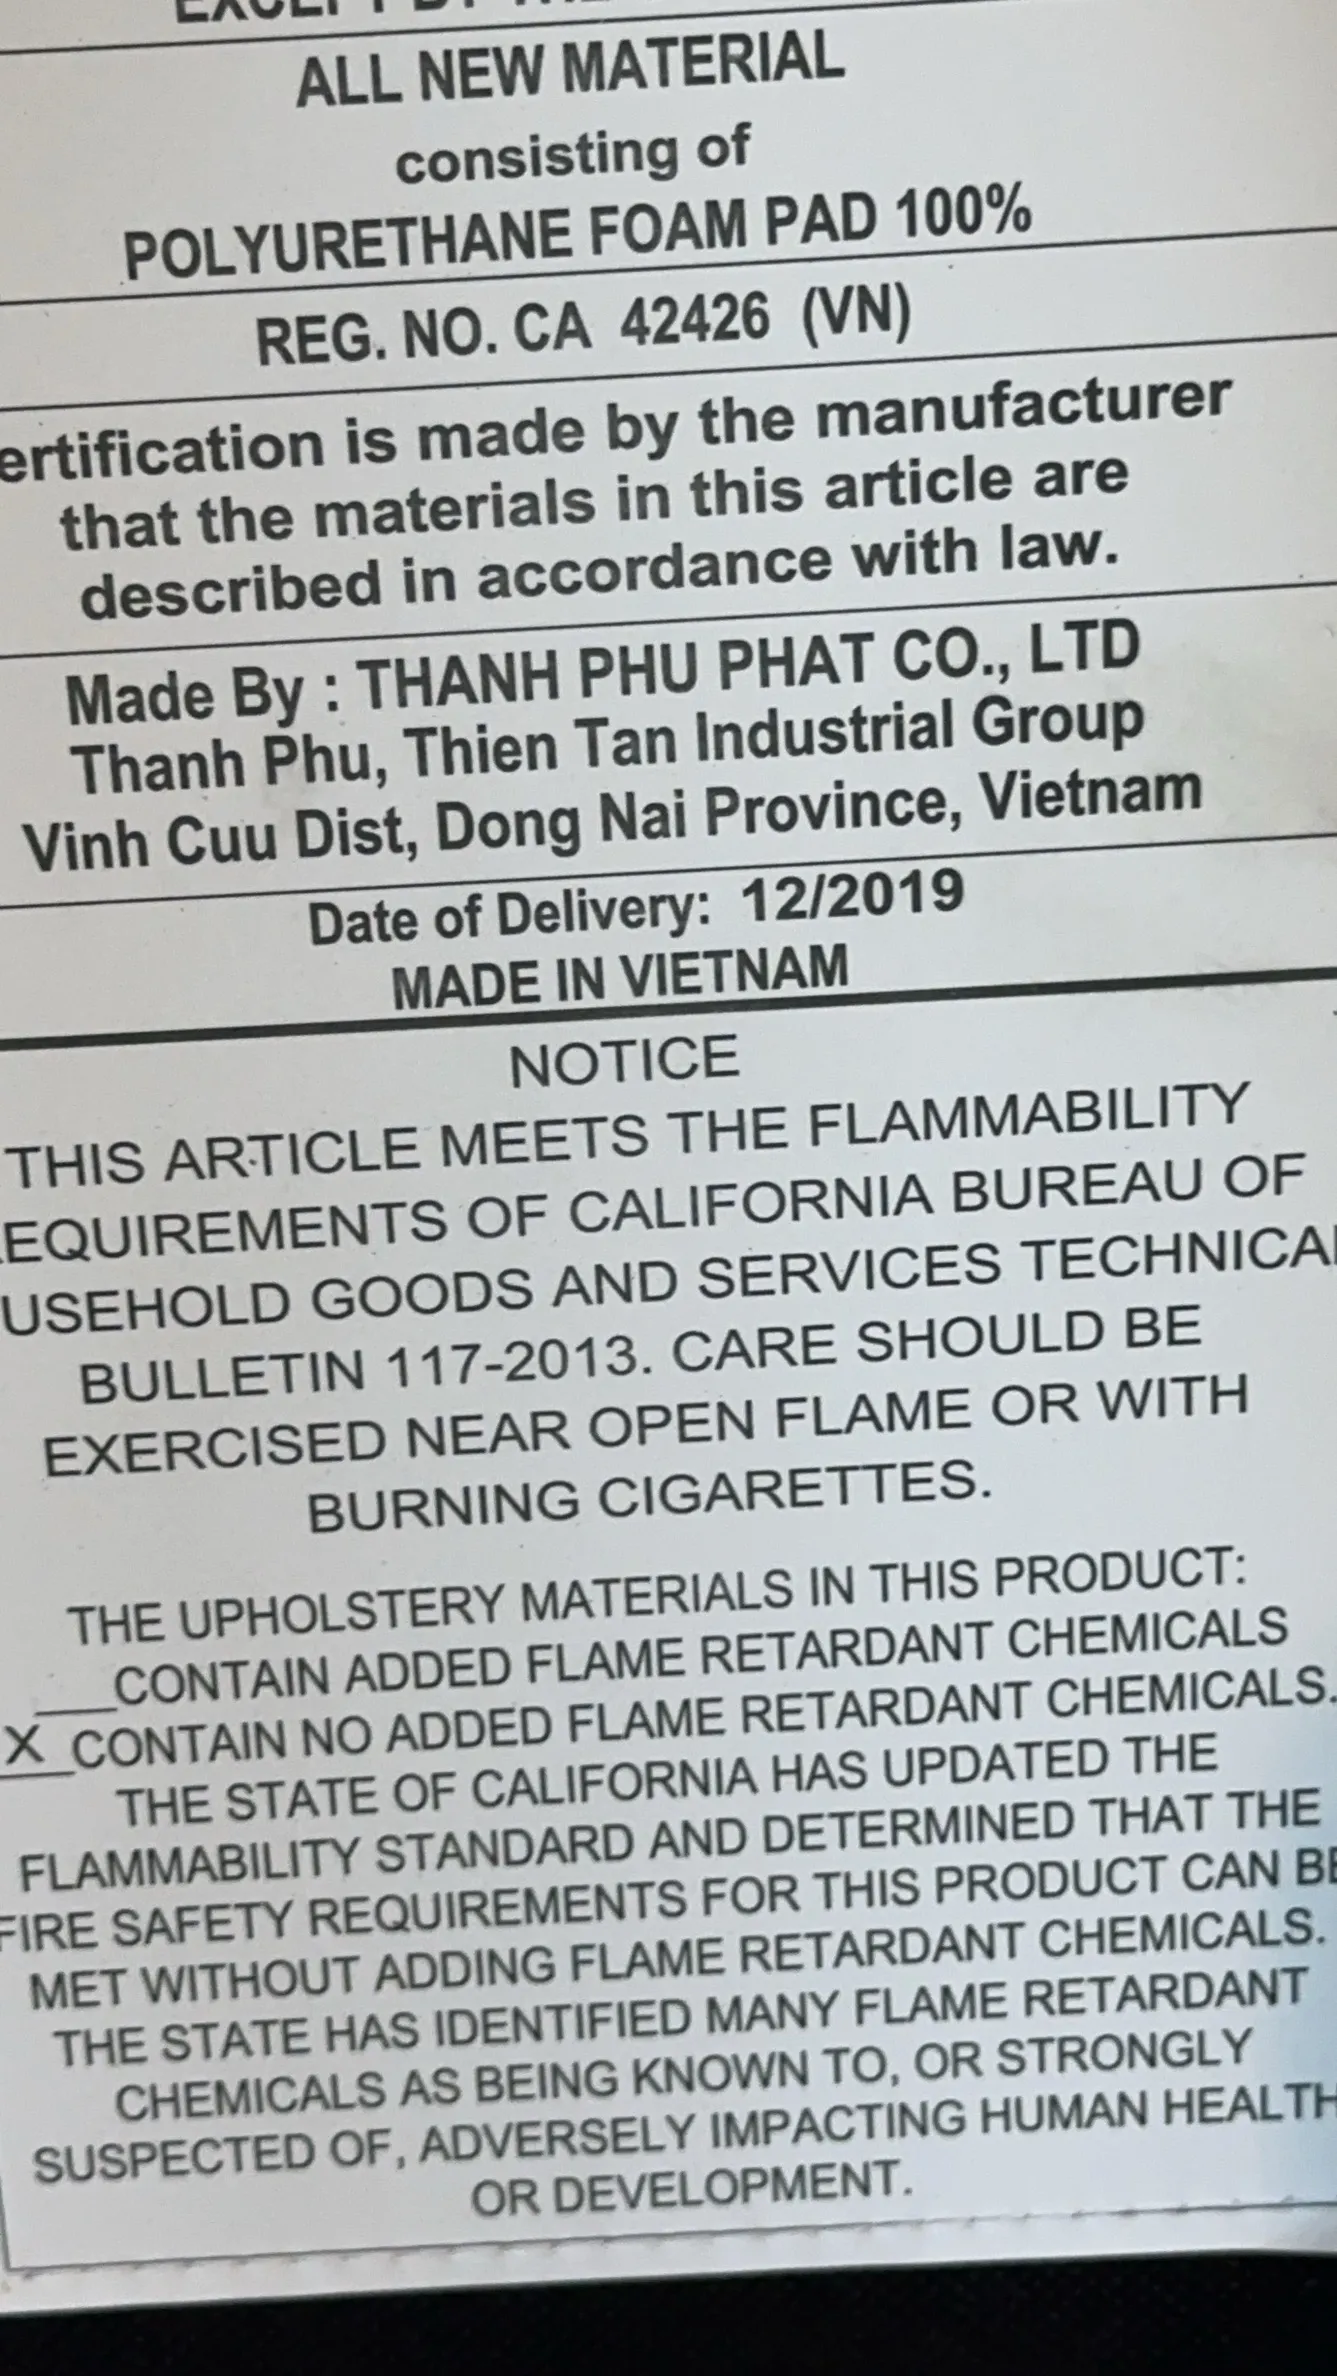 EXCEPT BY THE
ALL NEW MATERIAL
consisting of
POLYURETHANE FOAM PAD 100%
REG. NO. CA 42426 (VN)
ertification is made by the manufacturer
that the materials in this article are
described in accordance with law.
Made By : THANH PHU PHAT CO., LTD
Thanh Phu, Thien Tan Industrial Group
Vinh Cuu Dist, Dong Nai Province, Vietnam
Date of Delivery: 12/2019
MADE IN VIETNAM
NOTICE
THIS ARTICLE MEETS THE FLAMMABILITY
EQUIREMENTS OF CALIFORNIA BUREAU OF
USEHOLD GOODS AND SERVICES TECHNICAL
BULLETIN 117-2013. CARE SHOULD BE
EXERCISED NEAR OPEN FLAME OR WITH
BURNING CIGARETTES.
THE UPHOLSTERY MATERIALS IN THIS PRODUCT:
___CONTAIN ADDED FLAME RETARDANT CHEMICALS
X_CONTAIN NO ADDED FLAME RETARDANT CHEMICALS.
THE STATE OF CALIFORNIA HAS UPDATED THE
FLAMMABILITY STANDARD AND DETERMINED THAT THE
FIRE SAFETY REQUIREMENTS FOR THIS PRODUCT CAN BE
MET WITHOUT ADDING FLAME RETARDANT CHEMICALS.
THE STATE HAS IDENTIFIED MANY FLAME RETARDANT
CHEMICALS AS BEING KNOWN TO, OR STRONGLY
SUSPECTED OF, ADVERSELY IMPACTING HUMAN HEALTH
OR DEVELOPMENT.